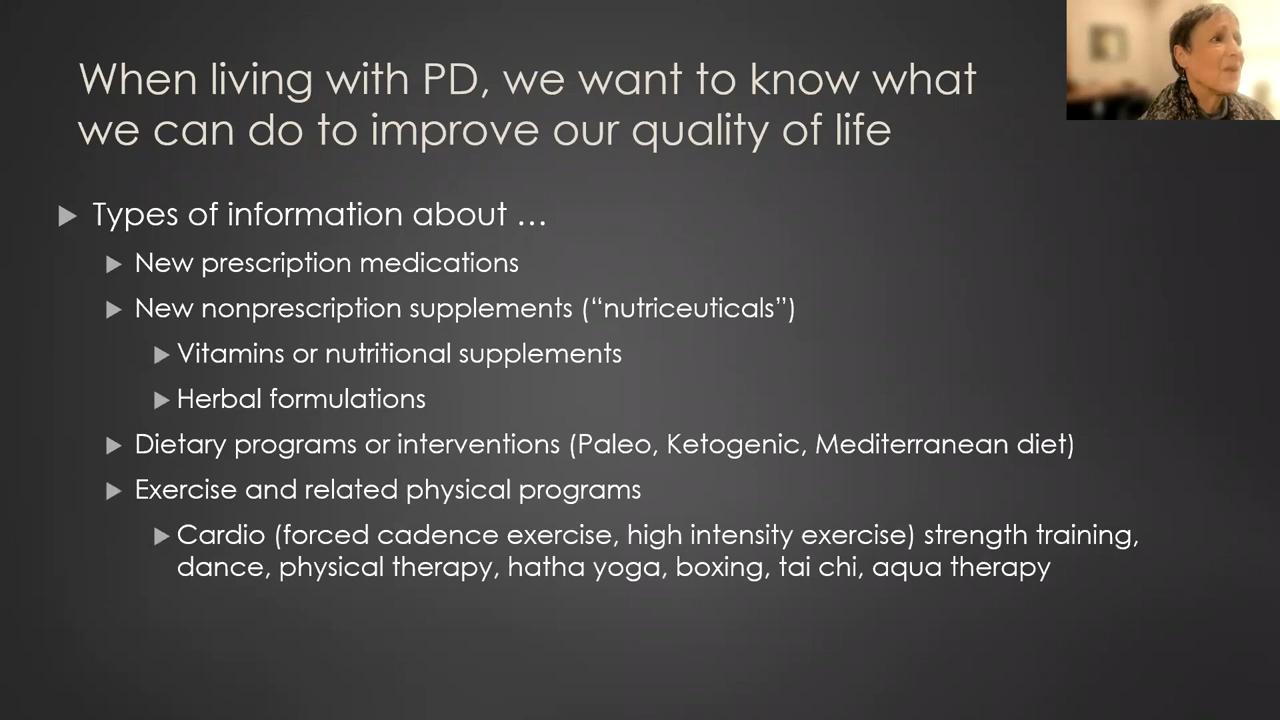 When living with PD, we want to know what
we can do to improve our quality of life
Types of information about …
New prescription medications
New nonprescription supplements (“nutriceuticals”)
Vitamins or nutritional supplements
Herbal formulations
Dietary programs or interventions (Paleo, Ketogenic, Mediterranean diet)
Exercise and related physical programs
Cardio (forced cadence exercise, high intensity exercise) strength training,
dance, physical therapy, hatha yoga, boxing, tai chi, aqua therapy